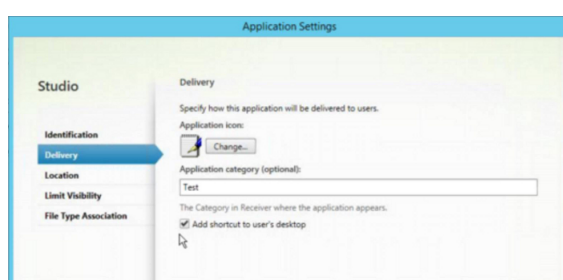 Application Settings
Studio
Identification
Delivery
Location
Limit Visibility
File Type Association
Delivery
Specify how this application will be delivered to users.
Application icon:
Change...
Application category (optional):
Test
The Category in Receiver where the application appears.
Add shortcut to user's desktop